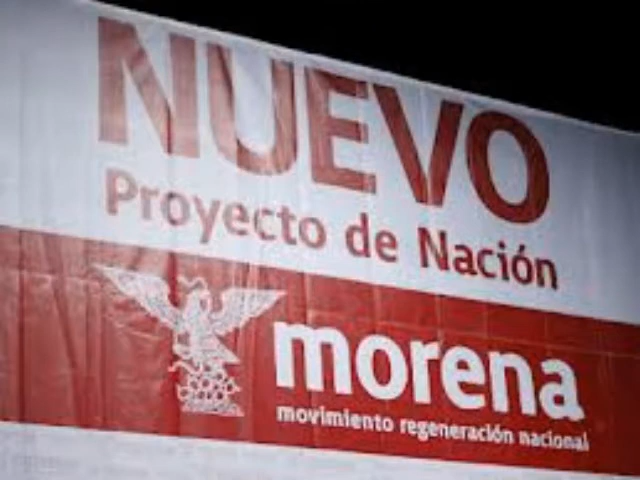 NUEVO
Proyecto de Nación
morena
movimiento regeneración nacional